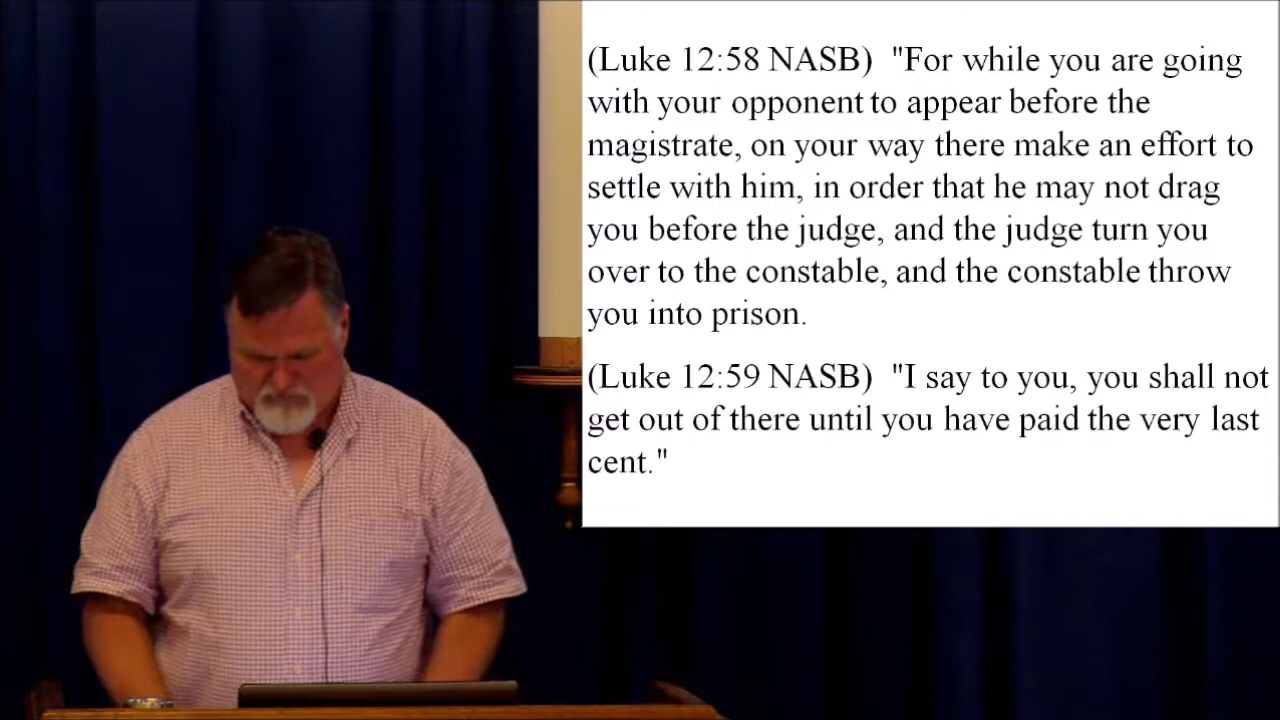 (Luke 12:58 NASB)  "For while you are going
with your opponent to appear before the
magistrate, on your way there make an effort to
settle with him, in order that he may not drag
you before the judge, and the judge turn you
over to the constable, and the constable throw
you into prison.
(Luke 12:59 NASB)  "I say to you, you shall not
get out of there until you have paid the very last
cent."